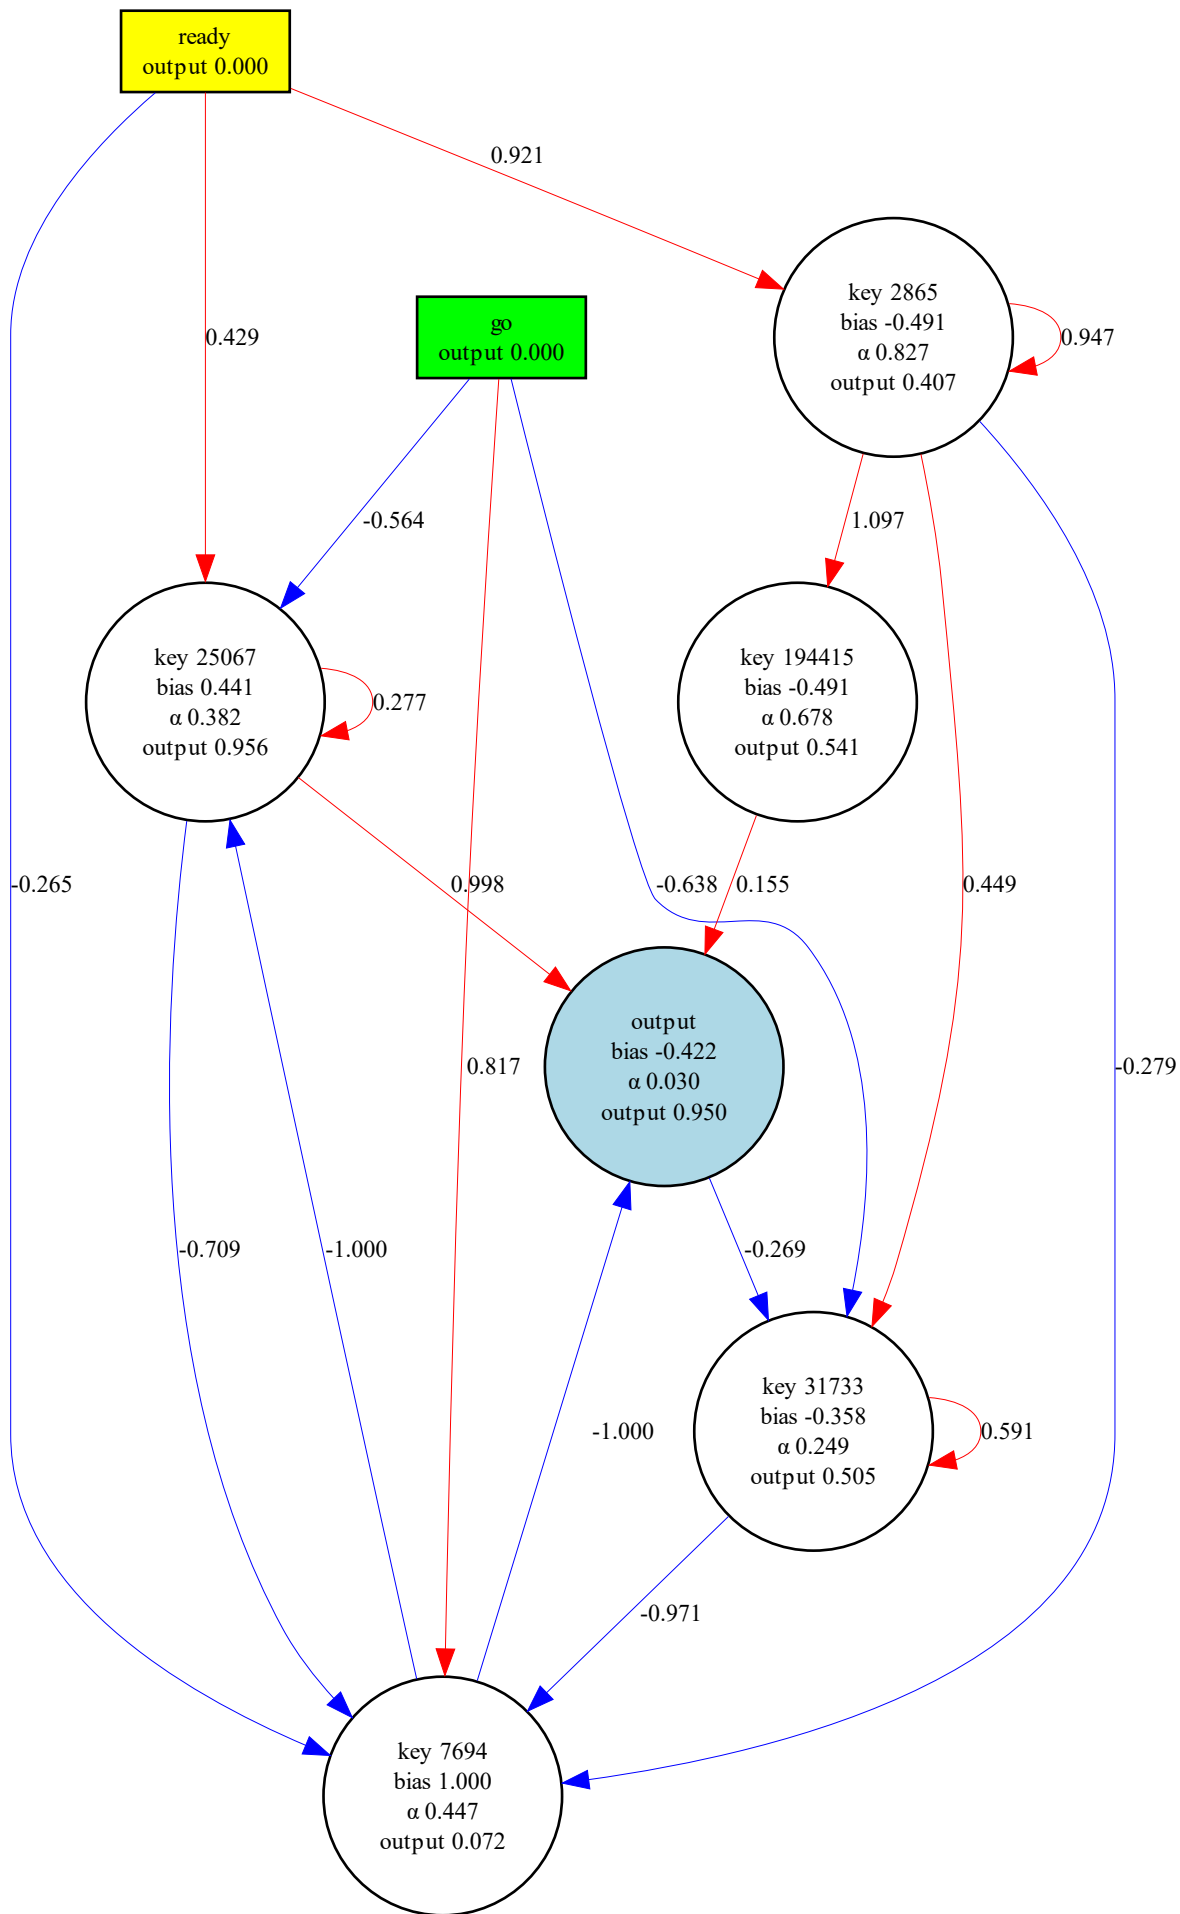 ready
output 0.000
0.921
key 2865
bias -0.491
α 0.827
output 0.407
0.947
go
output 0.000
0.429
-0.564
1.097
key 25067
bias 0.441
α 0.382
output 0.956
0.277
key 194415
bias -0.491
α 0.678
output 0.541
-0.265
0.998
-0.638
0.155
0.449
output
bias -0.422
α 0.030
output 0.950
0.817
-0.279
-0.709
-1.000
-0.269
-1.000
key 31733
bias -0.358
α 0.249
output 0.505
0.591
-0.971
key 7694
bias 1.000
α 0.447
output 0.072